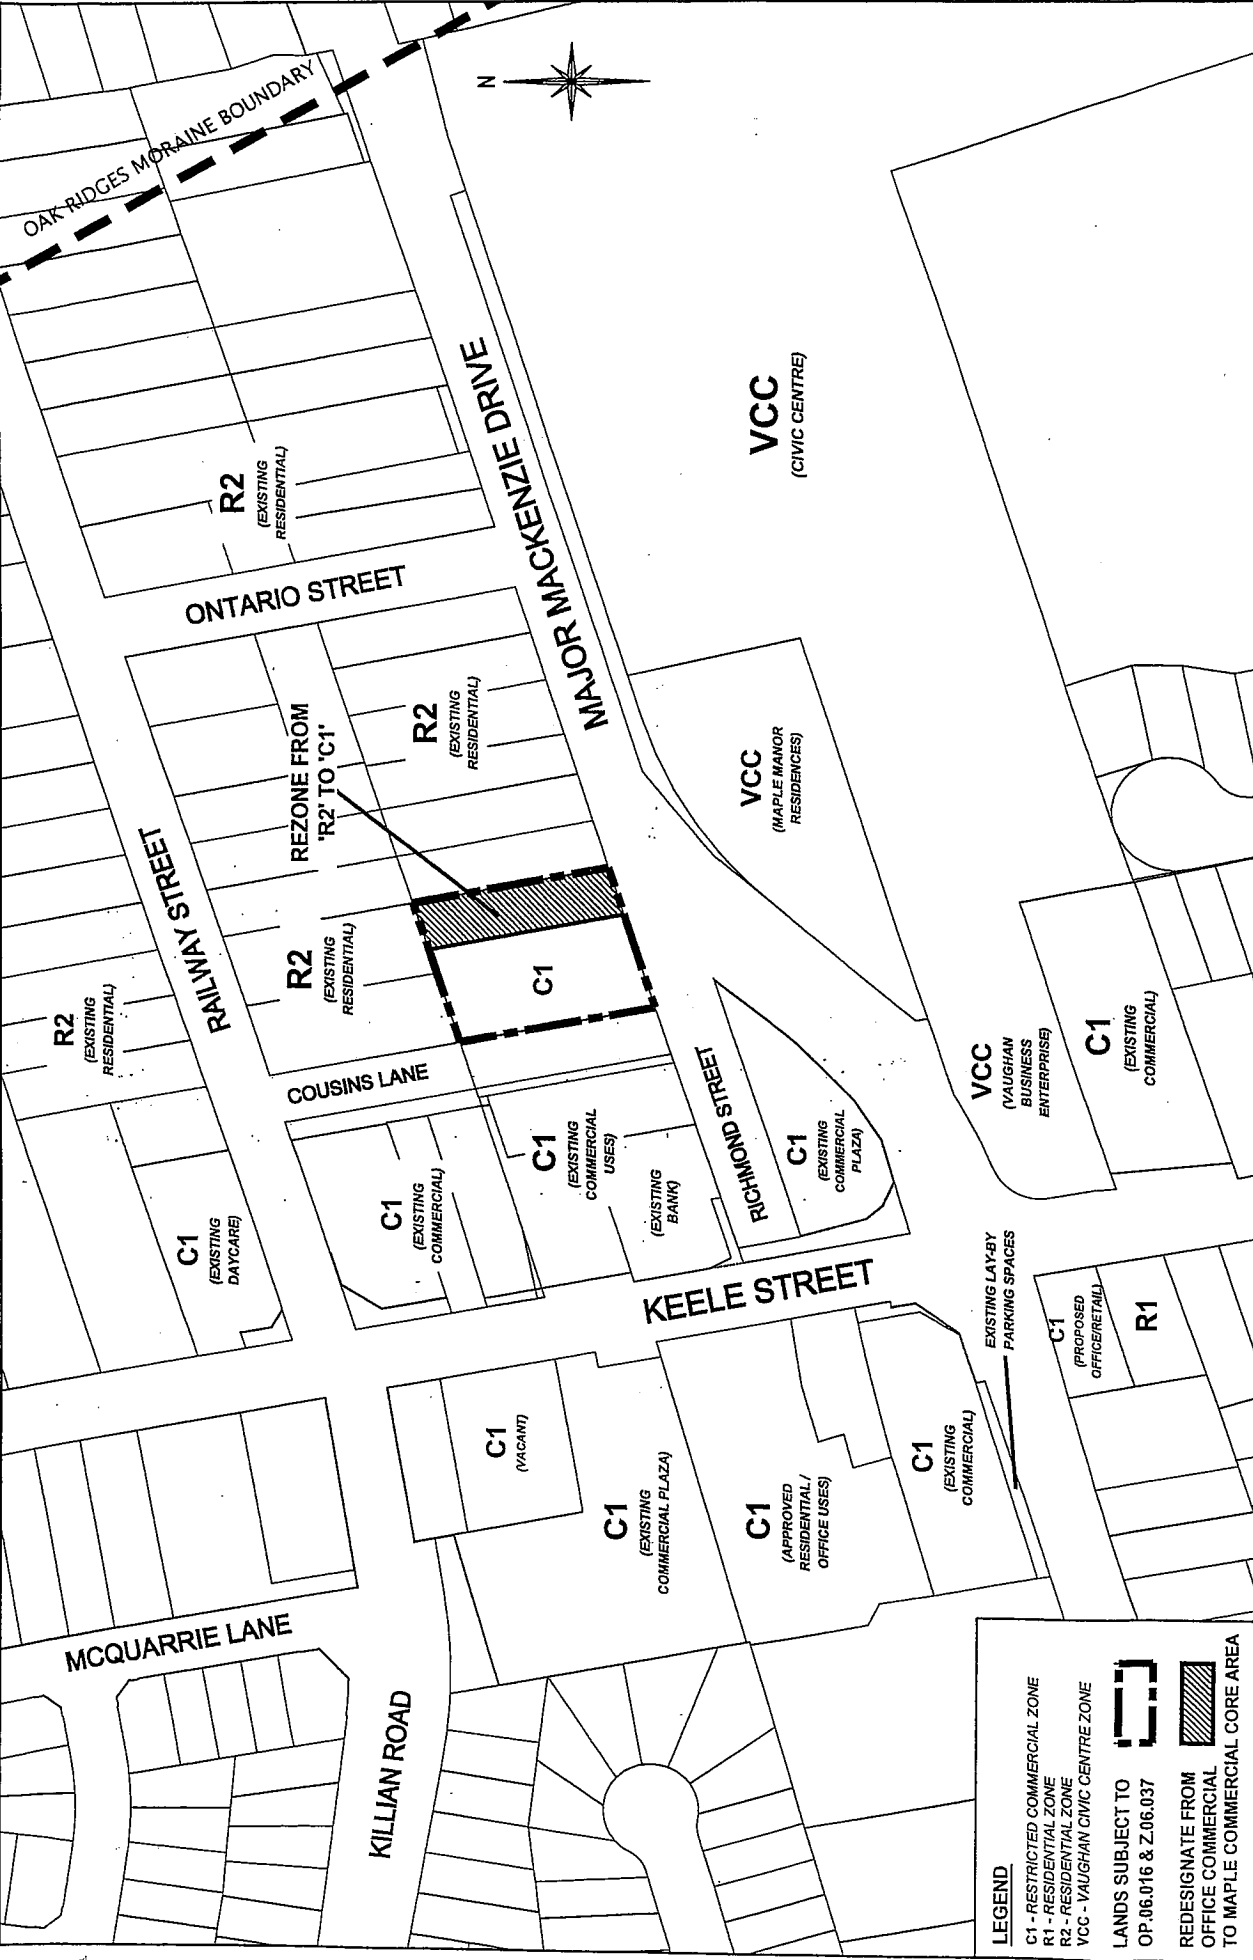 OAK RIDGES MORAINE BOUNDARY
N
R2
(EXISTING
RESIDENTIAL)
ONTARIO STREET
MAJOR MACKENZIE DRIVE
VCC
(CIVIC CENTRE)
REZONE FROM
'R2' TO 'C1'
R2
(EXISTING
RESIDENTIAL)
VCC
(MAPLE MANOR
RESIDENCES)
RAILWAY STREET
R2
(EXISTING
RESIDENTIAL)
R2
(EXISTING
RESIDENTIAL)
C1
COUSINS LANE
RICHMOND STREET
VCC
(VAUGHAN
BUSINESS
ENTERPRISE)
C1
(EXISTING
COMMERCIAL)
C1
(EXISTING
DAYCARE)
C1
(EXISTING
COMMERCIAL)
C1
(EXISTING
COMMERCIAL
USES)
(EXISTING
BANK)
C1
(EXISTING
COMMERCIAL
PLAZA)
KEELE STREET
EXISTING LAY-BY
PARKING SPACES
C1
(PROPOSED
OFFICE/RETAIL)
R1
C1
(VACANT)
C1
(EXISTING
COMMERCIAL PLAZA)
C1
(APPROVED
RESIDENTIAL /
OFFICE USES)
C1
(EXISTING
COMMERCIAL)
MCQUARRIE LANE
KILLIAN ROAD
LEGEND
C1 - RESTRICTED COMMERCIAL ZONE
R1 - RESIDENTIAL ZONE
R2 - RESIDENTIAL ZONE
VCC - VAUGHAN CIVIC CENTRE ZONE
LANDS SUBJECT TO
OP.06.016 & Z.06.037
REDESIGNATE FROM
OFFICE COMMERCIAL
TO MAPLE COMMERCIAL CORE AREA